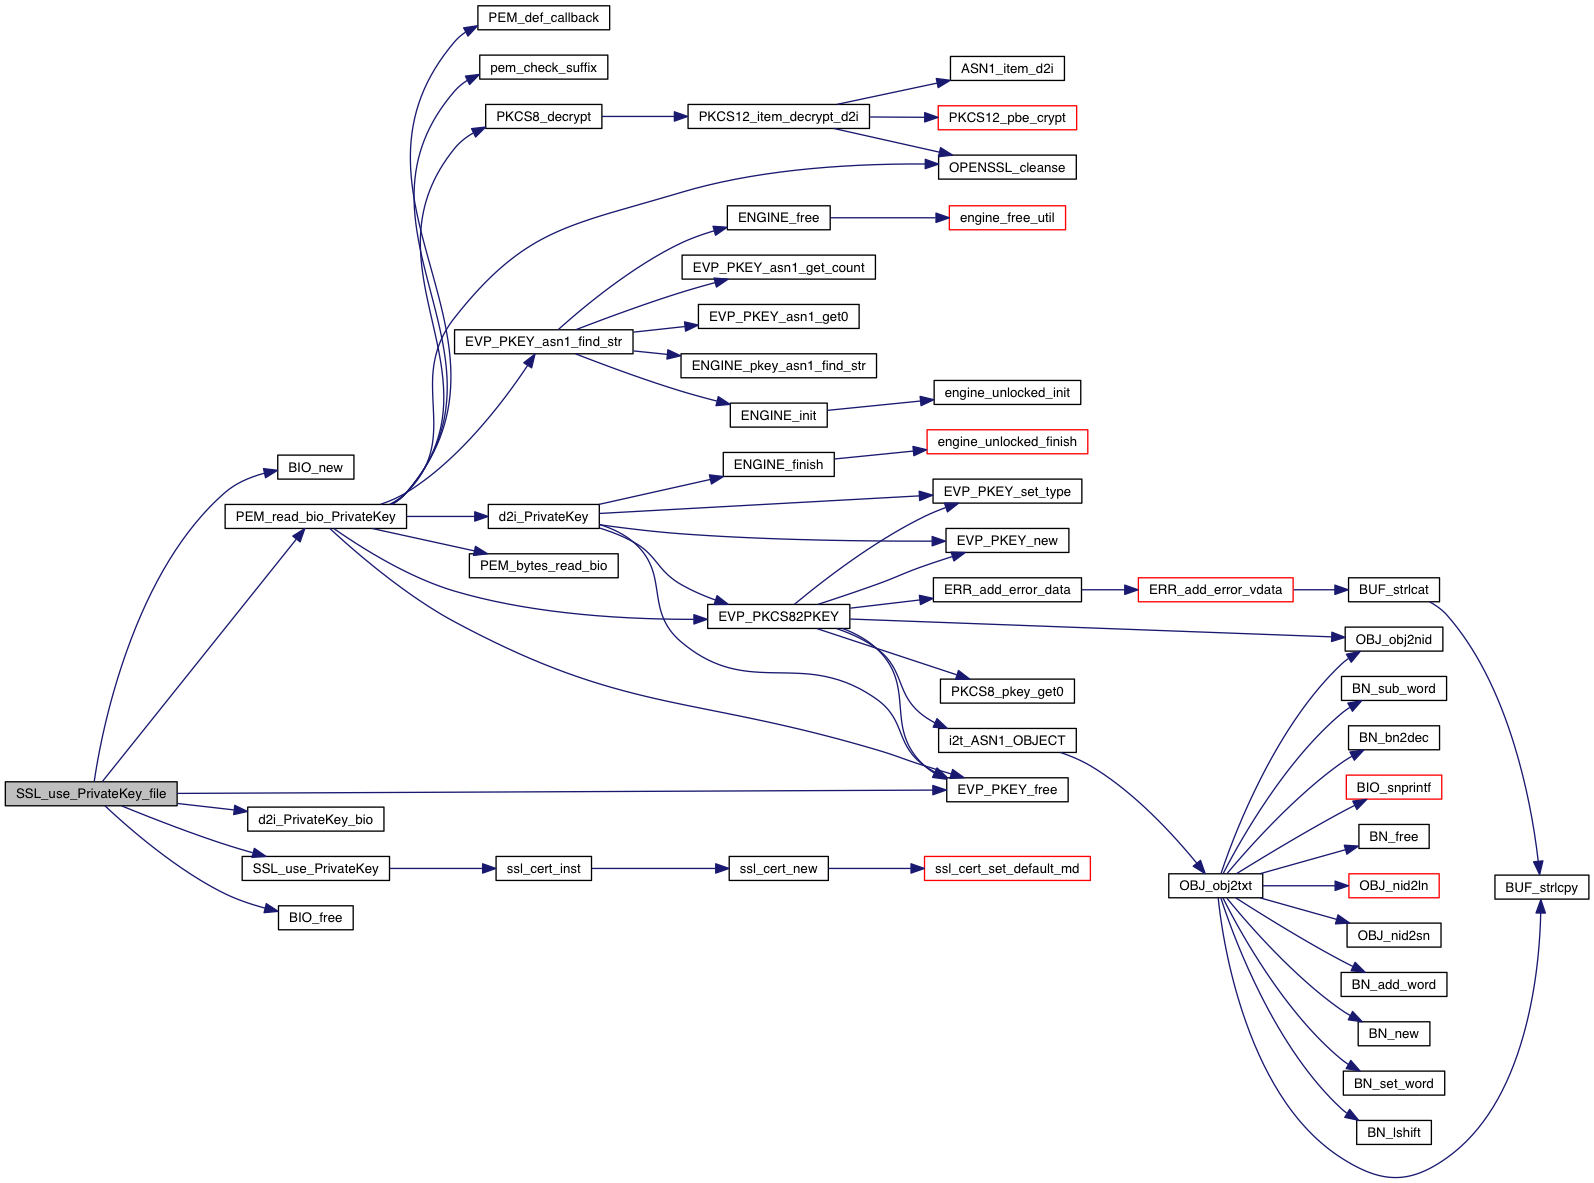 PEM_def_callback
pem_check_suffix
ASN1_item_d2i
PKCS8_decrypt
PKCS12_item_decrypt_d2i
PKCS12_pbe_crypt
OPENSSL_cleanse
ENGINE_free
engine_free_util
EVP_PKEY_asn1_get_count
EVP_PKEY_asn1_get0
EVP_PKEY_asn1_find_str
ENGINE_pkey_asn1_find_str
engine_unlocked_init
ENGINE_init
engine_unlocked_finish
BIO_new
ENGINE_finish
EVP_PKEY_set_type
PEM_read_bio_PrivateKey
d2i_PrivateKey
EVP_PKEY_new
PEM_bytes_read_bio
ERR_add_error_data
ERR_add_error_vdata
BUF_strlcat
EVP_PKCS82PKEY
OBJ_obj2nid
PKCS8_pkey_get0
BN_sub_word
i2t_ASN1_OBJECT
BN_bn2dec
SSL_use_PrivateKey_file
EVP_PKEY_free
BIO_snprintf
d2i_PrivateKey_bio
BN_free
SSL_use_PrivateKey
ssl_cert_inst
ssl_cert_new
ssl_cert_set_default_md
OBJ_obj2txt
OBJ_nid2ln
BUF_strlcpy
BIO_free
OBJ_nid2sn
BN_add_word
BN_new
BN_set_word
BN_lshift